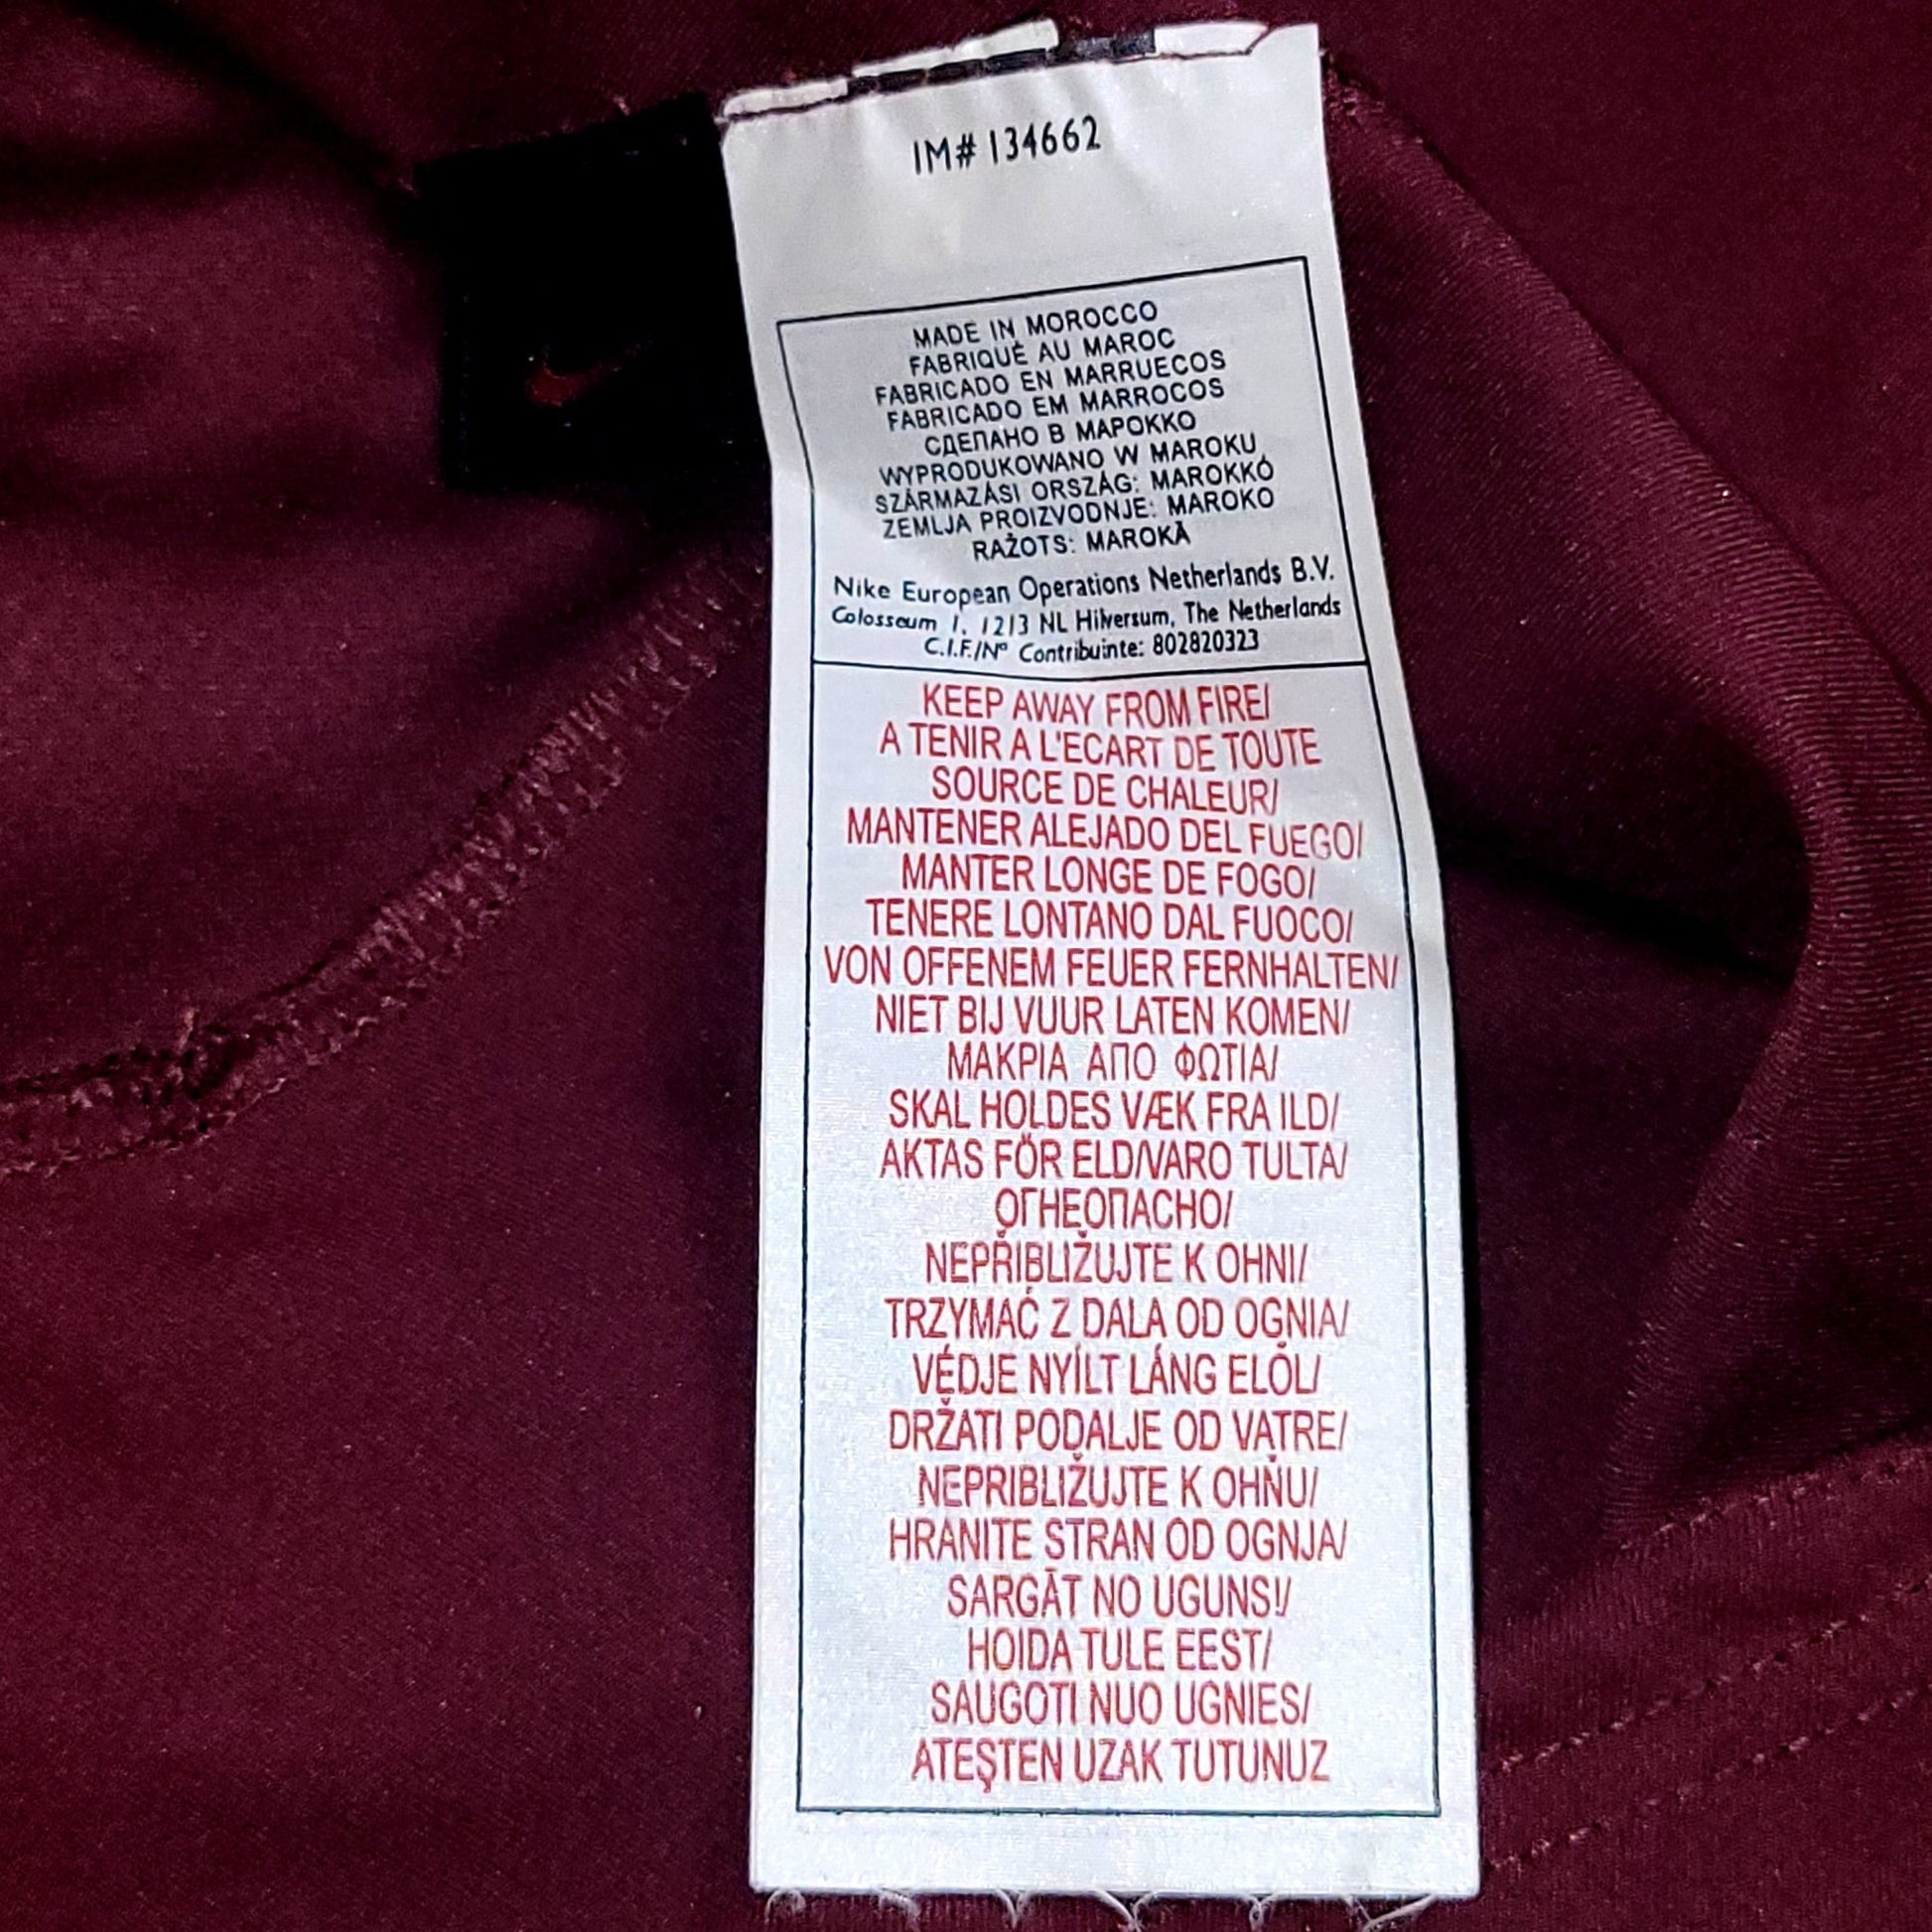 IM# 134662
MADE IN MOROCCO
FABRIQUÉ AU MAROC
FABRICADO EN MARRUECOS
FABRICADO EM MARROCOS
СДЕПАНО В МАРОККО
WYPRODUKOWANO W MAROKU
SZÁRMAZÁSI ORSZÁG: MAROKKÓ
ZEMLJA PROIZVODNJE: MAROKO
RAŽOTS: MAROKĀ
Nike European Operations Netherlands B.V.
Colosseum 1, 1213 NL Hilversum, The Netherlands
C.I.F./Nº Contribuinte: 802820323
KEEP AWAY FROM FIRE/
A TENIR A L'ECART DE TOUTE
SOURCE DE CHALEUR/
MANTENER ALEJADO DEL FUEGO/
MANTER LONGE DE FOGO/
TENERE LONTANO DAL FUOCO/
VON OFFENEM FEUER FERNHALTEN/
NIET BIJ VUUR LATEN KOMEN/
ΜΑΚΡΙΑ ΑΠΟ ΦΩΤΙΑ/
SKAL HOLDES VÆK FRA ILD/
AKTAS FÖR ELD/VARO TULTA/
ОГНЕОПАСНО/
NEPŘIBLIŽUJTE K OHNI/
TRZYMAĆ Z DALA OD OGNIA/
VÉDJE NYÍLT LÁNG ELŐL/
DRŽATI PODALJE OD VATRE/
NEPRIBLIŽUJTE K OHŇU/
HRANITE STRAN OD OGNJA/
SARGĀT NO UGUNS!/
HOIDA TULE EEST/
SAUGOTI NUO UGNIES/
ATEŞTEN UZAK TUTUNUZ